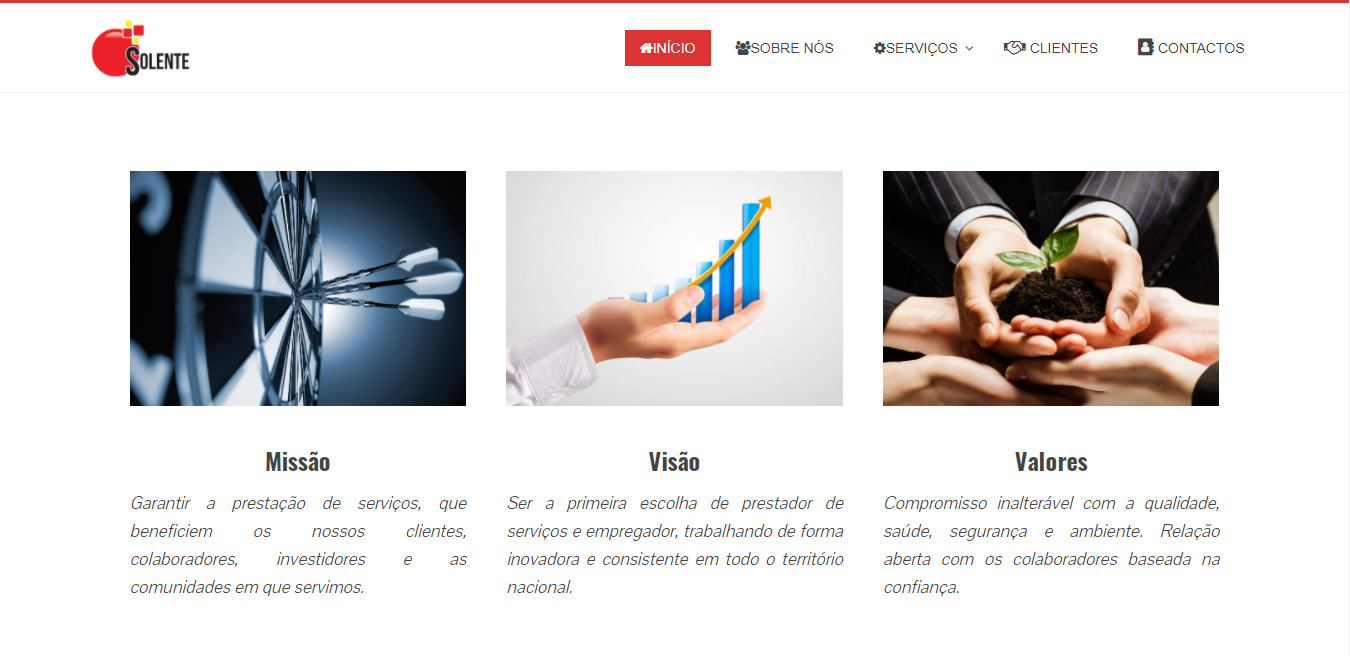 SOLENTE
INÍCIO
SOBRE NÓS
SERVIÇOS
CLIENTES
CONTACTOS
Missão
Garantir a prestação de serviços, que
beneficiem os nossos clientes,
colaboradores, investidores e as
comunidades em que servimos.
Visão
Ser a primeira escolha de prestador de
serviços e empregador, trabalhando de forma
inovadora e consistente em todo o território
nacional.
Valores
Compromisso inalterável com a qualidade,
saúde, segurança e ambiente. Relação
aberta com os colaboradores baseada na
confiança.